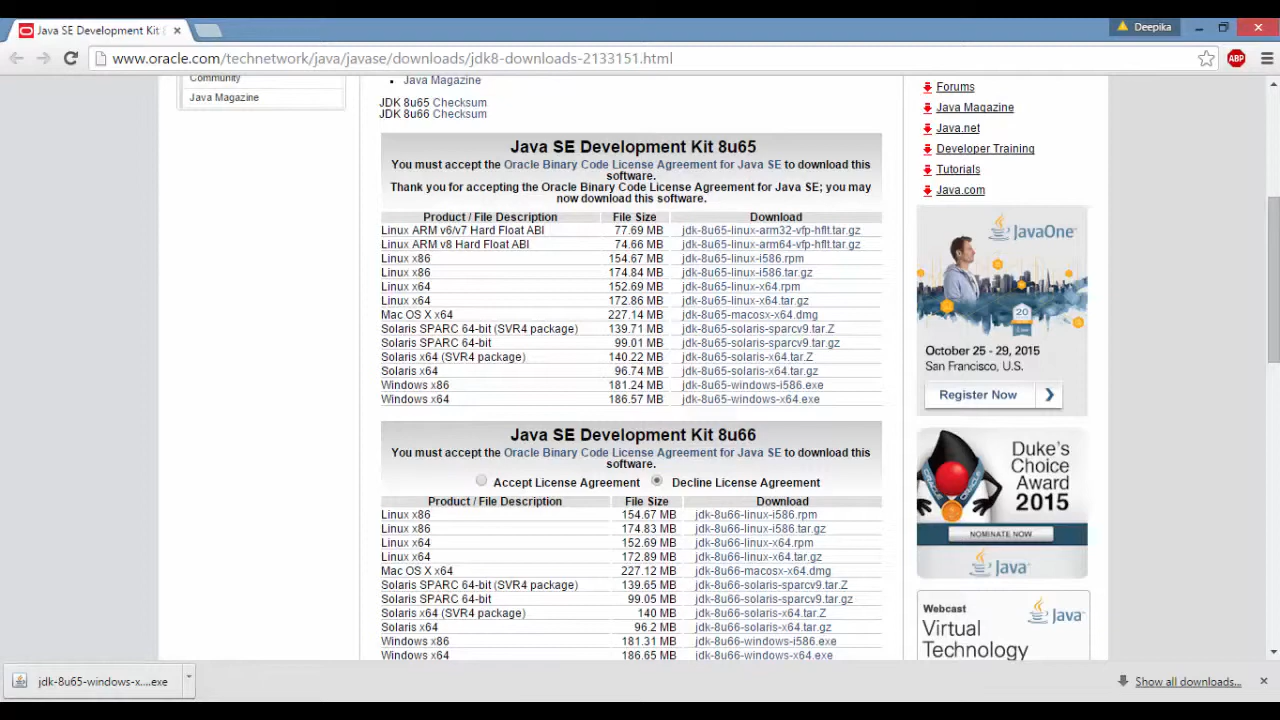 Java SE Development Kit
Deepika
www.oracle.com/technetwork/java/javase/downloads/jdk8-downloads-2133151.html
ABP
Community
Java Magazine
Java Magazine
JDK 8u65 Checksum
JDK 8u66 Checksum
Java SE Development Kit 8u65
You must accept the Oracle Binary Code License Agreement for Java SE to download this
software.
Thank you for accepting the Oracle Binary Code License Agreement for Java SE; you may
now download this software.
Product / File Description File Size Download
Linux ARM v6/v7 Hard Float ABI 77.69 MB jdk-8u65-linux-arm32-vfp-hflt.tar.gz
Linux ARM v8 Hard Float ABI 74.66 MB jdk-8u65-linux-arm64-vfp-hflt.tar.gz
Linux x86 154.67 MB jdk-8u65-linux-i586.rpm
Linux x86 174.84 MB jdk-8u65-linux-i586.tar.gz
Linux x64 152.69 MB jdk-8u65-linux-x64.rpm
Linux x64 172.86 MB jdk-8u65-linux-x64.tar.gz
Mac OS X x64 227.14 MB jdk-8u65-macosx-x64.dmg
Solaris SPARC 64-bit (SVR4 package) 139.71 MB jdk-8u65-solaris-sparcv9.tar.Z
Solaris SPARC 64-bit 99.01 MB jdk-8u65-solaris-sparcv9.tar.gz
Solaris x64 (SVR4 package) 140.22 MB jdk-8u65-solaris-x64.tar.Z
Solaris x64 96.74 MB jdk-8u65-solaris-x64.tar.gz
Windows x86 181.24 MB jdk-8u65-windows-i586.exe
Windows x64 186.57 MB jdk-8u65-windows-x64.exe
Java SE Development Kit 8u66
You must accept the Oracle Binary Code License Agreement for Java SE to download this
software.
Accept License Agreement Decline License Agreement
Product / File Description File Size Download
Linux x86 154.67 MB jdk-8u66-linux-i586.rpm
Linux x86 174.83 MB jdk-8u66-linux-i586.tar.gz
Linux x64 152.69 MB jdk-8u66-linux-x64.rpm
Linux x64 172.89 MB jdk-8u66-linux-x64.tar.gz
Mac OS X x64 227.12 MB jdk-8u66-macosx-x64.dmg
Solaris SPARC 64-bit (SVR4 package) 139.65 MB jdk-8u66-solaris-sparcv9.tar.Z
Solaris SPARC 64-bit 99.05 MB jdk-8u66-solaris-sparcv9.tar.gz
Solaris x64 (SVR4 package) 140 MB jdk-8u66-solaris-x64.tar.Z
Solaris x64 96.2 MB jdk-8u66-solaris-x64.tar.gz
Windows x86 181.31 MB jdk-8u66-windows-i586.exe
Windows x64 186.65 MB jdk-8u66-windows-x64.exe
Forums
Java Magazine
Java.net
Developer Training
Tutorials
Java.com
JavaOne
20
October 25 - 29, 2015
San Francisco, U.S.
Register Now
Duke's
Choice
Award
2015
NOMINATE NOW
Java
Webcast
Java
Virtual
Technology
jdk-8u65-windows-x....exe
Show all downloads...